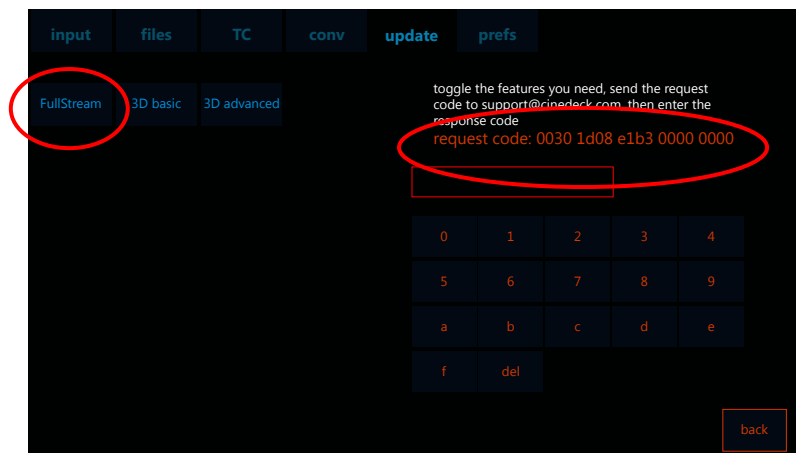 input files TC conv update prefs
FullStream 3D basic 3D advanced
toggle the features you need, send the request
code to support@cinedeck.com, then enter the
response code
request code: 0030 1d08 e1b3 0000 0000
0 1 2 3 4
5 6 7 8 9
a b c d e
f del
back